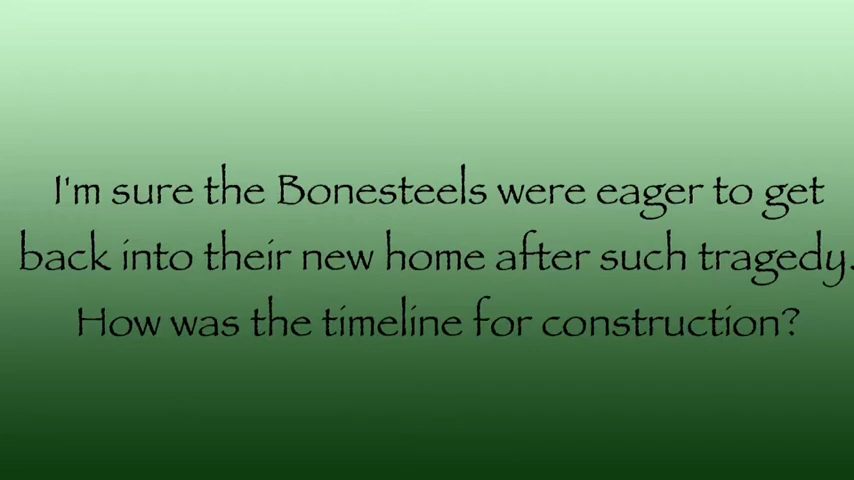 I'm sure the Bonesteels were eager to get
back into their new home after such tragedy.
How was the timeline for construction?